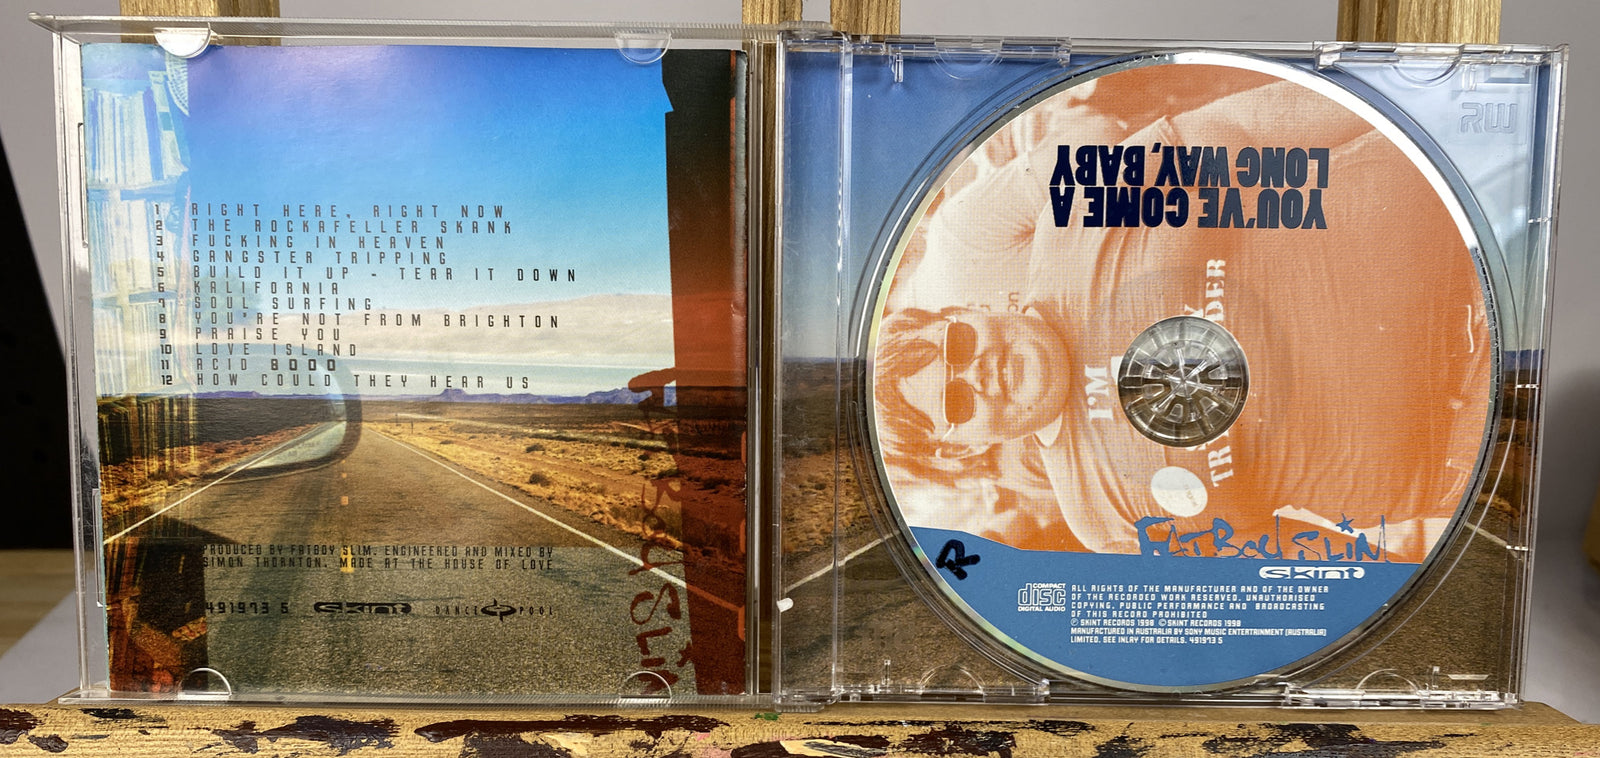 1 RIGHT HERE, RIGHT NOW
2 THE ROCKAFELLER SKANK
3 FUCKING IN HEAVEN
4 GANGSTER TRIPPING
5 BUILD IT UP - TEAR IT DOWN
6 KALIFORNIA
7 SOUL SURFING
8 YOU'RE NOT FROM BRIGHTON
9 PRAISE YOU
10 LOVE ISLAND
11 ACID 8000
12 HOW COULD THEY HEAR US
PRODUCED BY FATBOY SLIM. ENGINEERED AND MIXED BY
SIMON THORNTON. MADE AT THE HOUSE OF LOVE
491973 5 skint DANCE POOL
FATBOY SLIM
RW
YOU'VE COME A
LONG WAY, BABY
I'M
FATBOY SLIM
skint
R
COMPACT
disc
DIGITAL AUDIO
ALL RIGHTS OF THE MANUFACTURER AND OF THE OWNER
OF THE RECORDED WORK RESERVED. UNAUTHORISED
COPYING, PUBLIC PERFORMANCE AND BROADCASTING
OF THIS RECORD PROHIBITED
℗ SKINT RECORDS 1998 © SKINT RECORDS 1998
MANUFACTURED IN AUSTRALIA BY SONY MUSIC ENTERTAINMENT (AUSTRALIA)
LIMITED. SEE INLAY FOR DETAILS. 491973 5